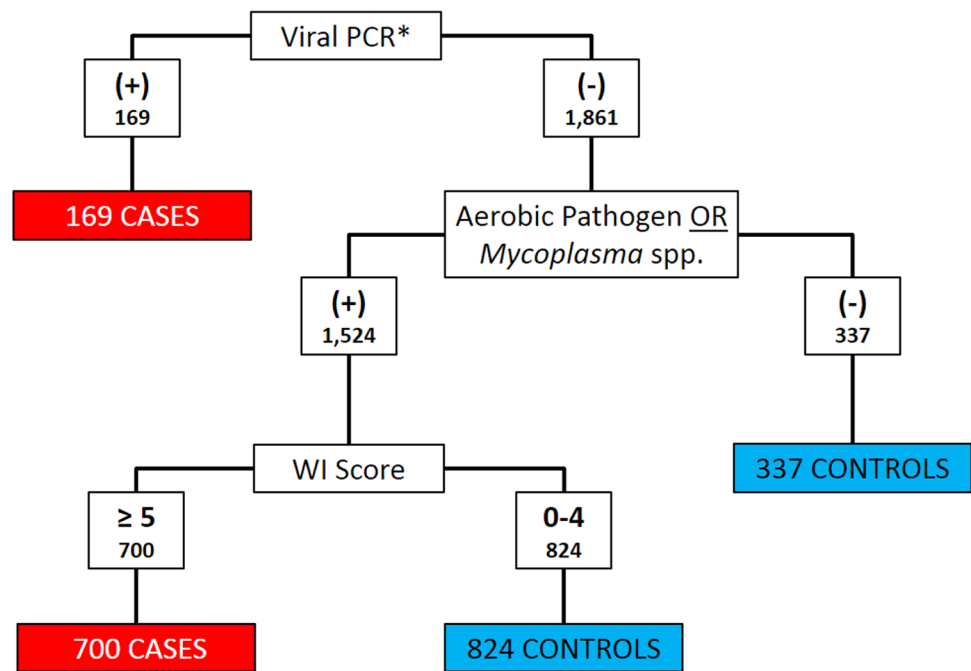 Viral PCR*
(+)
169
(-)
1,861
169 CASES
Aerobic Pathogen OR
Mycoplasma spp.
(+)
1,524
(-)
337
WI Score
337 CONTROLS
≥ 5
700
0-4
824
700 CASES
824 CONTROLS